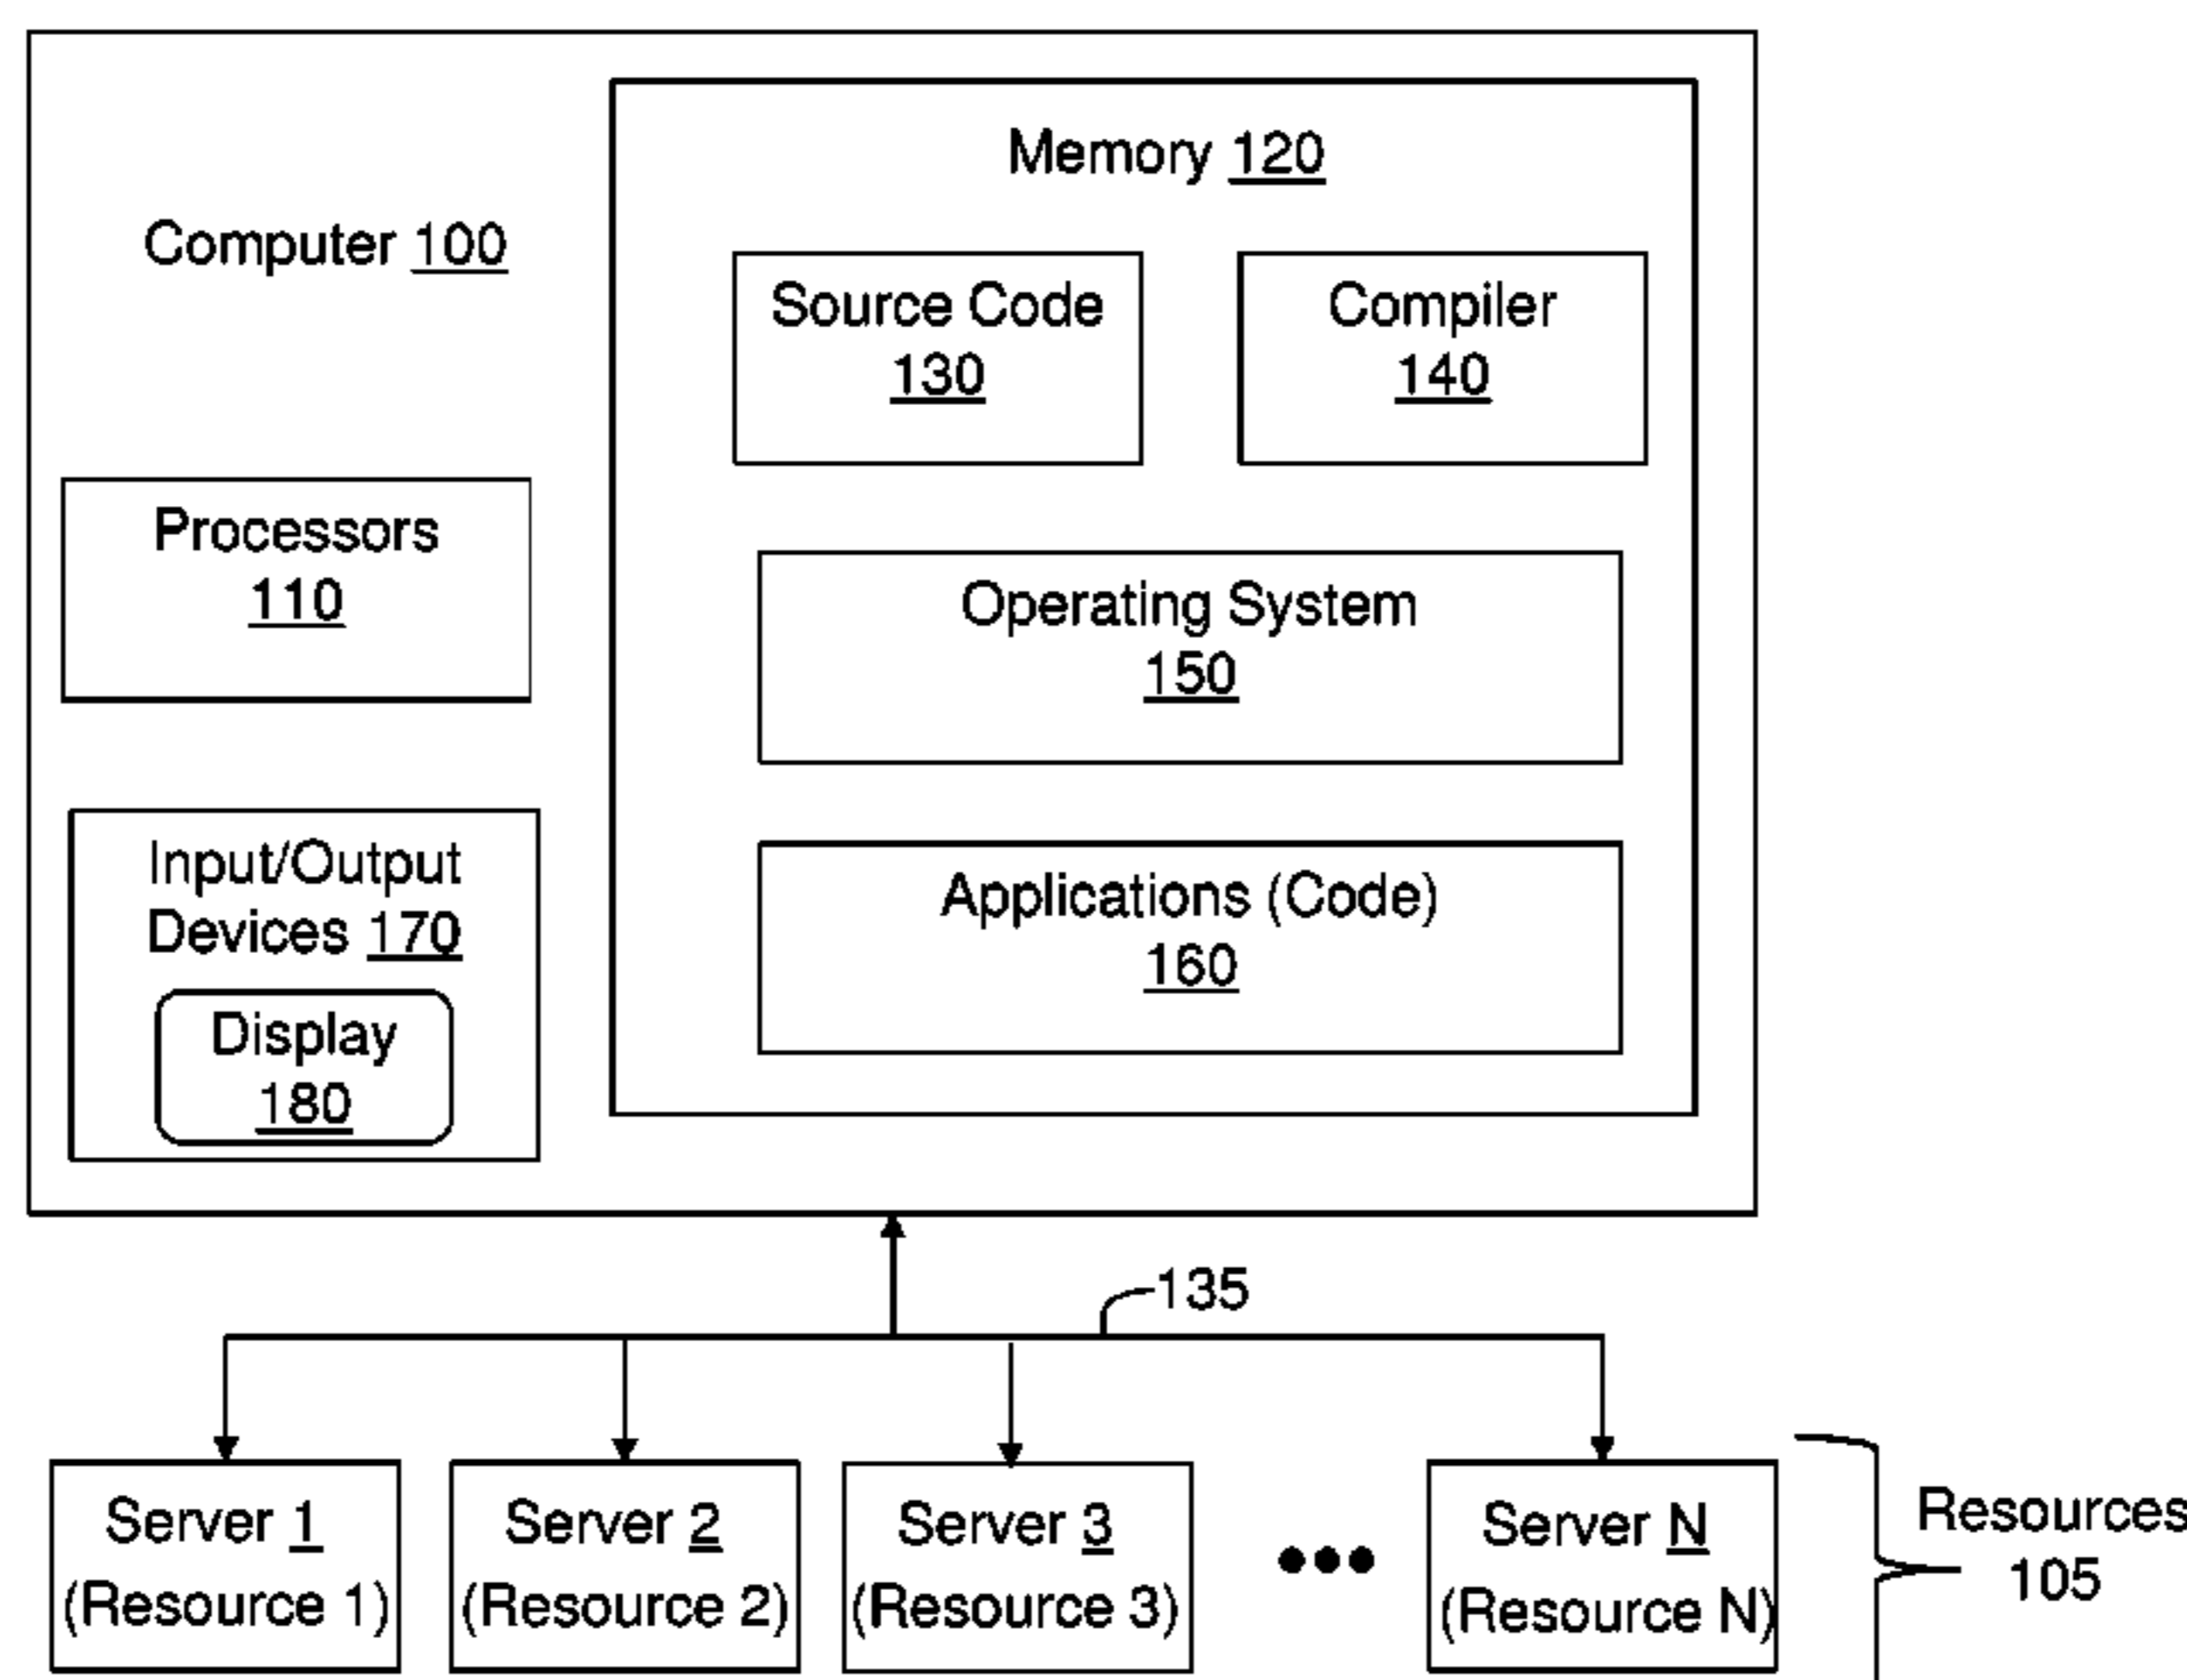 Computer 100
Memory 120
Source Code
130
Compiler
140
Processors
110
Operating System
150
Input/Output
Devices 170
Display
180
Applications (Code)
160
135
Server 1
(Resource 1)
Server 2
(Resource 2)
Server 3
(Resource 3)
•••
Server N
(Resource N)
Resources
105